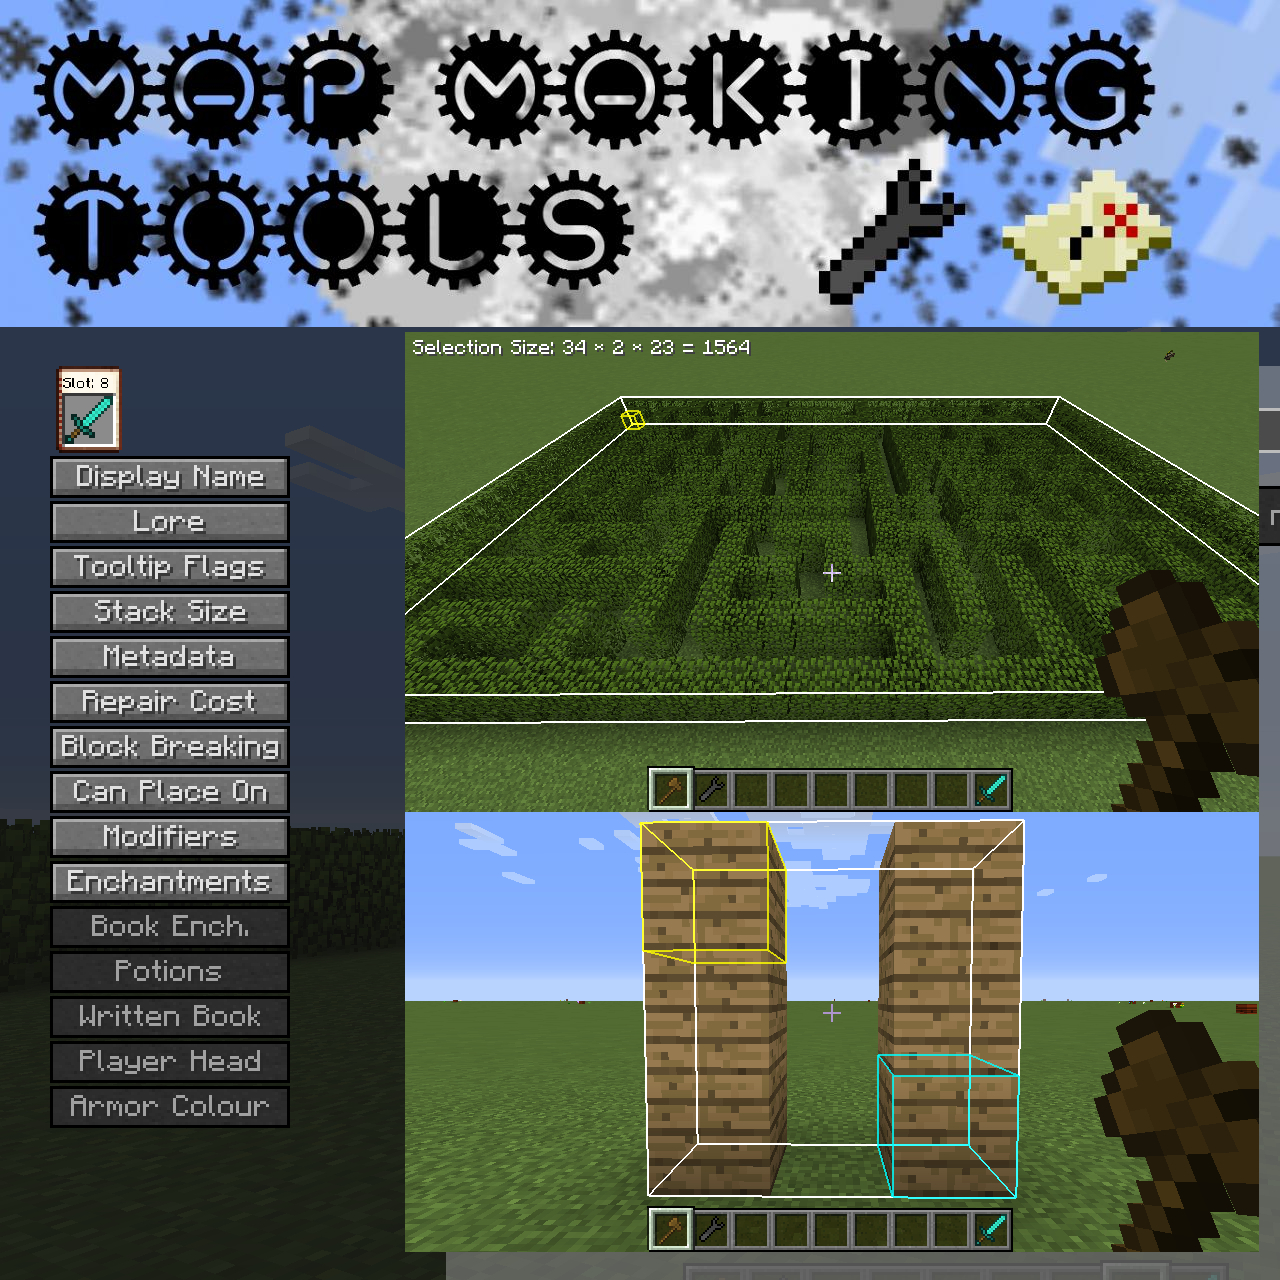 MAP MAKING
TOOLS
Slot: 8
Display Name
Lore
Tooltip Flags
Stack Size
Metadata
Repair Cost
Block Breaking
Can Place On
Modifiers
Enchantments
Book Ench.
Potions
Written Book
Player Head
Armor Colour
Selection Size: 34 × 2 × 23 = 1564